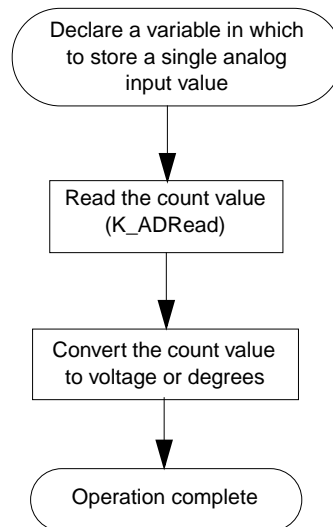 Declare a variable in which
to store a single analog
input value
Read the count value
(K_ADRead)
Convert the count value
to voltage or degrees
Operation complete